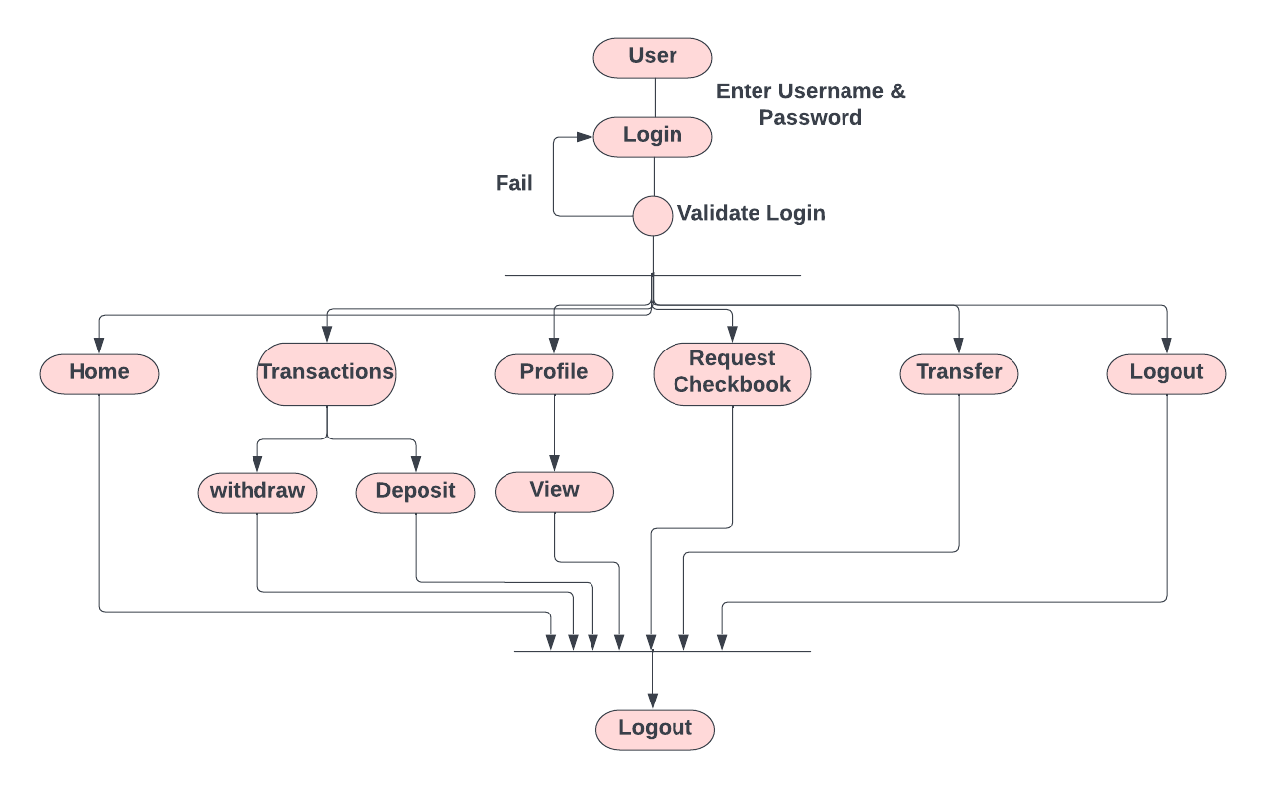 User
Enter Username &
Password
Login
Fail
Validate Login
Home
Transactions
Profile
Request
Checkbook
Transfer
Logout
withdraw
Deposit
View
Logout